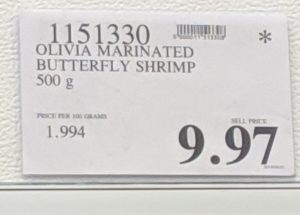 1151330 *
OLIVIA MARINATED
BUTTERFLY SHRIMP
500 g
PRICE PER 100 GRAMS SELL PRICE
1.994 9.97